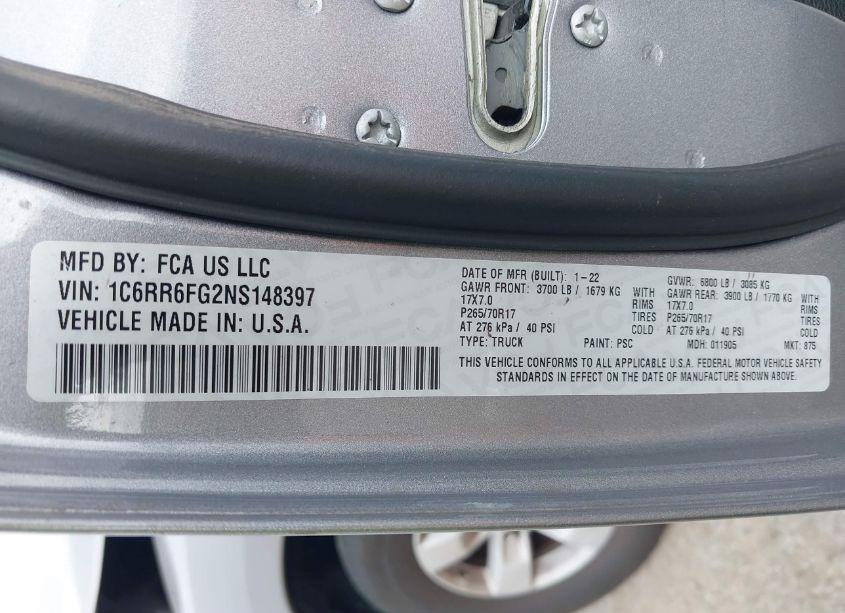 MFD BY: FCA US LLC
VIN: 1C6RR6FG2NS148397
VEHICLE MADE IN: U.S.A.
DATE OF MFR (BUILT): 1-22
GVWR: 6800 LB / 3085 KG
GAWR FRONT: 3700 LB / 1679 KG WITH
GAWR REAR: 3900 LB / 1770 KG WITH
17X7.0 RIMS
17X7.0 RIMS
P265/70R17 TIRES
P265/70R17 TIRES
AT 276 kPa / 40 PSI COLD
AT 276 kPa / 40 PSI COLD
TYPE: TRUCK PAINT: PSC MDH: 011905 MKT: 875
THIS VEHICLE CONFORMS TO ALL APPLICABLE U.S.A. FEDERAL MOTOR VEHICLE SAFETY
STANDARDS IN EFFECT ON THE DATE OF MANUFACTURE SHOWN ABOVE.